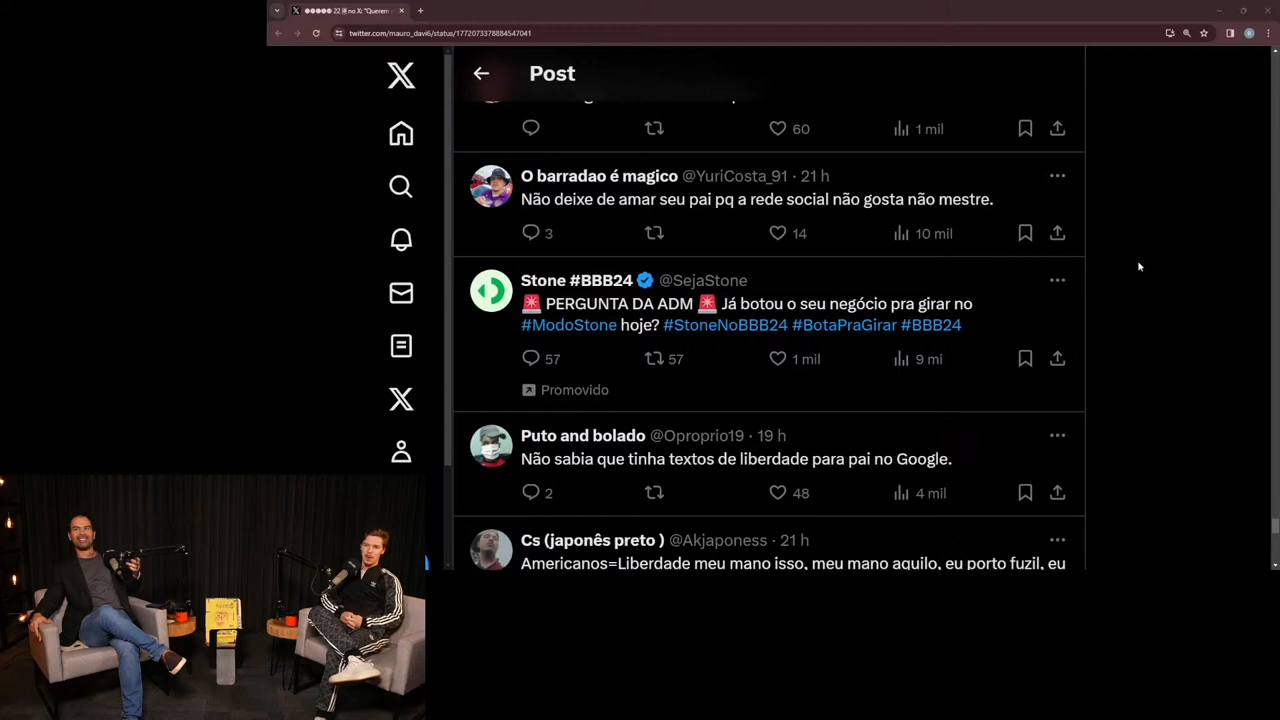 22 no X: "Querem
twitter.com/mauro_davi6/status/1772073378884547041
Post
60 1 mil
O barradao é magico @YuriCosta_91 · 21 h
Não deixe de amar seu pai pq a rede social não gosta não mestre.
3 14 10 mil
Stone #BBB24 @SejaStone
🚨 PERGUNTA DA ADM 🚨 Já botou o seu negócio pra girar no
#ModoStone hoje? #StoneNoBBB24 #BotaPraGirar #BBB24
57 57 1 mil 9 mi
Promovido
Puto and bolado @Oproprio19 · 19 h
Não sabia que tinha textos de liberdade para pai no Google.
2 48 4 mil
Cs (japonês preto ) @Akjaponess · 21 h
Americanos=Liberdade meu mano isso, meu mano aquilo, eu porto fuzil, eu